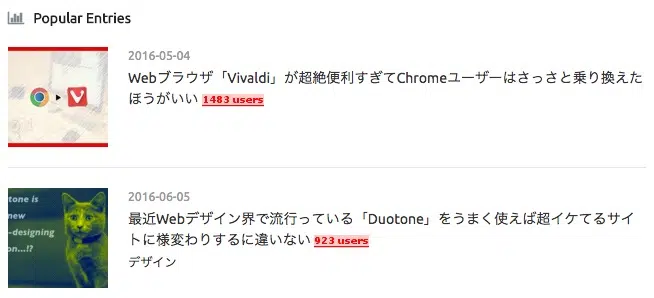 Popular Entries
2016-05-04
Webブラウザ「Vivaldi」が超絶便利すぎてChromeユーザーはさっさと乗り換えた
ほうがいい 1483 users
2016-06-05
最近Webデザイン界で流行っている「Duotone」をうまく使えば超イケてるサイ
トに様変わりするに違いない 923 users
デザイン
otone is
new
-designing
on...!?